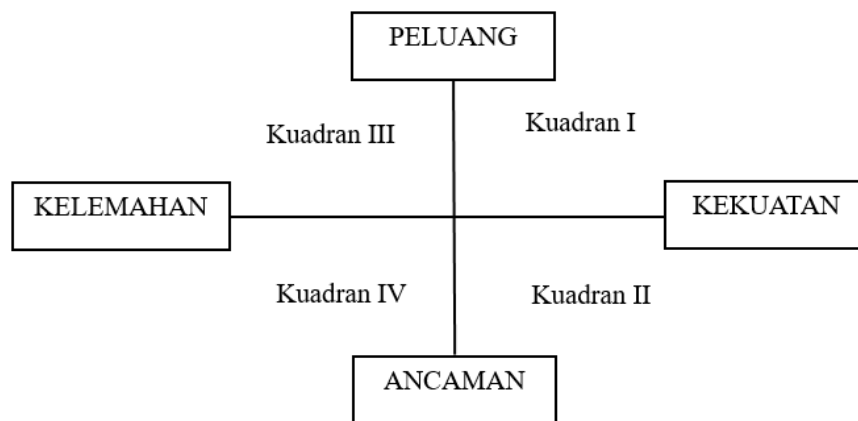 PELUANG
Kuadran III
Kuadran I
KELEMAHAN
KEKUATAN
Kuadran IV
Kuadran II
ANCAMAN